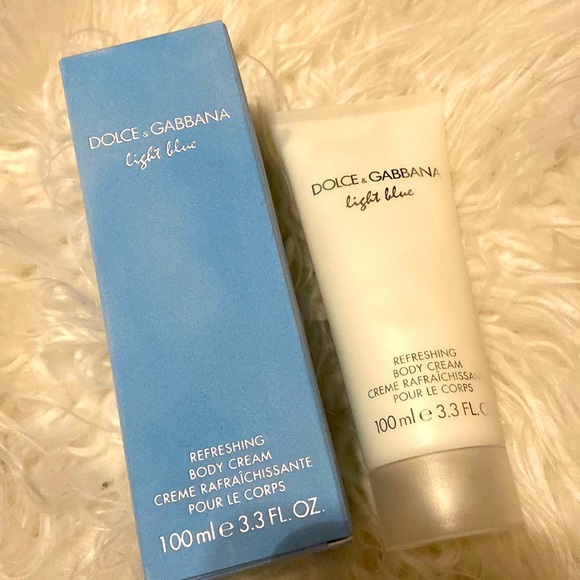 DOLCE & GABBANA
light blue
REFRESHING
BODY CREAM
CREME RAFRAÎCHISSANTE
POUR LE CORPS
100 ml e 3.3 FL. OZ.
DOLCE & GABBANA
light blue
REFRESHING
BODY CREAM
CREME RAFRAÎCHISSAN
POUR LE CORPS
100 ml e 3.3 FL.